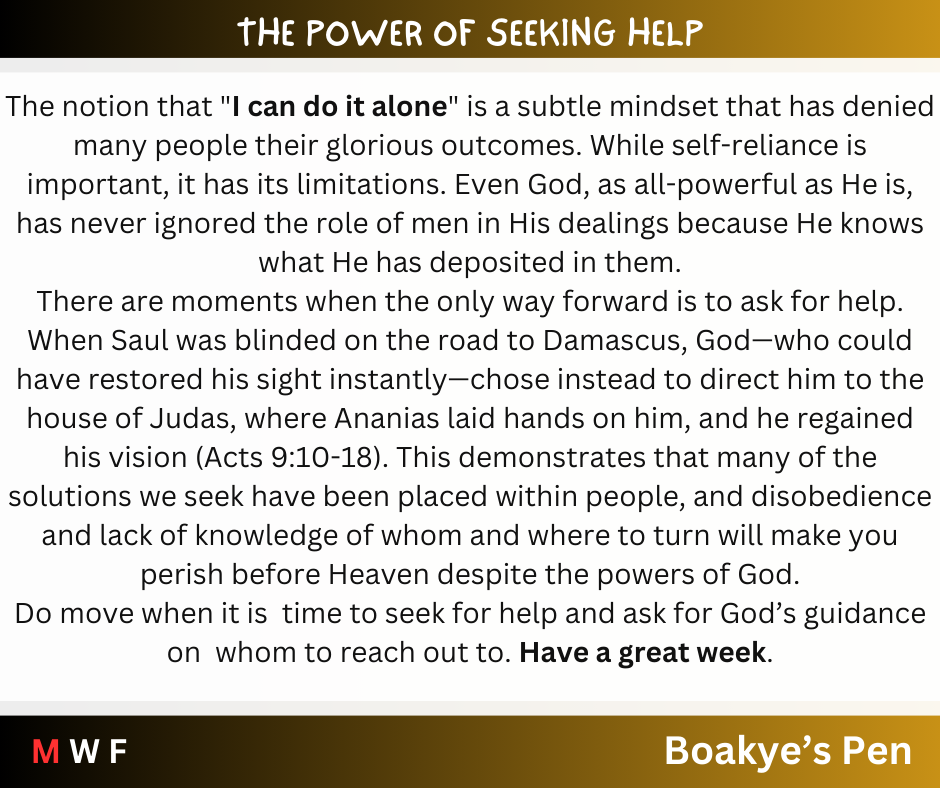 THE POWER OF SEEKING HELP
The notion that "I can do it alone" is a subtle mindset that has denied
many people their glorious outcomes. While self-reliance is
important, it has its limitations. Even God, as all-powerful as He is,
has never ignored the role of men in His dealings because He knows
what He has deposited in them.
There are moments when the only way forward is to ask for help.
When Saul was blinded on the road to Damascus, God—who could
have restored his sight instantly—chose instead to direct him to the
house of Judas, where Ananias laid hands on him, and he regained
his vision (Acts 9:10-18). This demonstrates that many of the
solutions we seek have been placed within people, and disobedience
and lack of knowledge of whom and where to turn will make you
perish before Heaven despite the powers of God.
Do move when it is  time to seek for help and ask for God’s guidance
on  whom to reach out to. Have a great week.
M W F
Boakye’s Pen